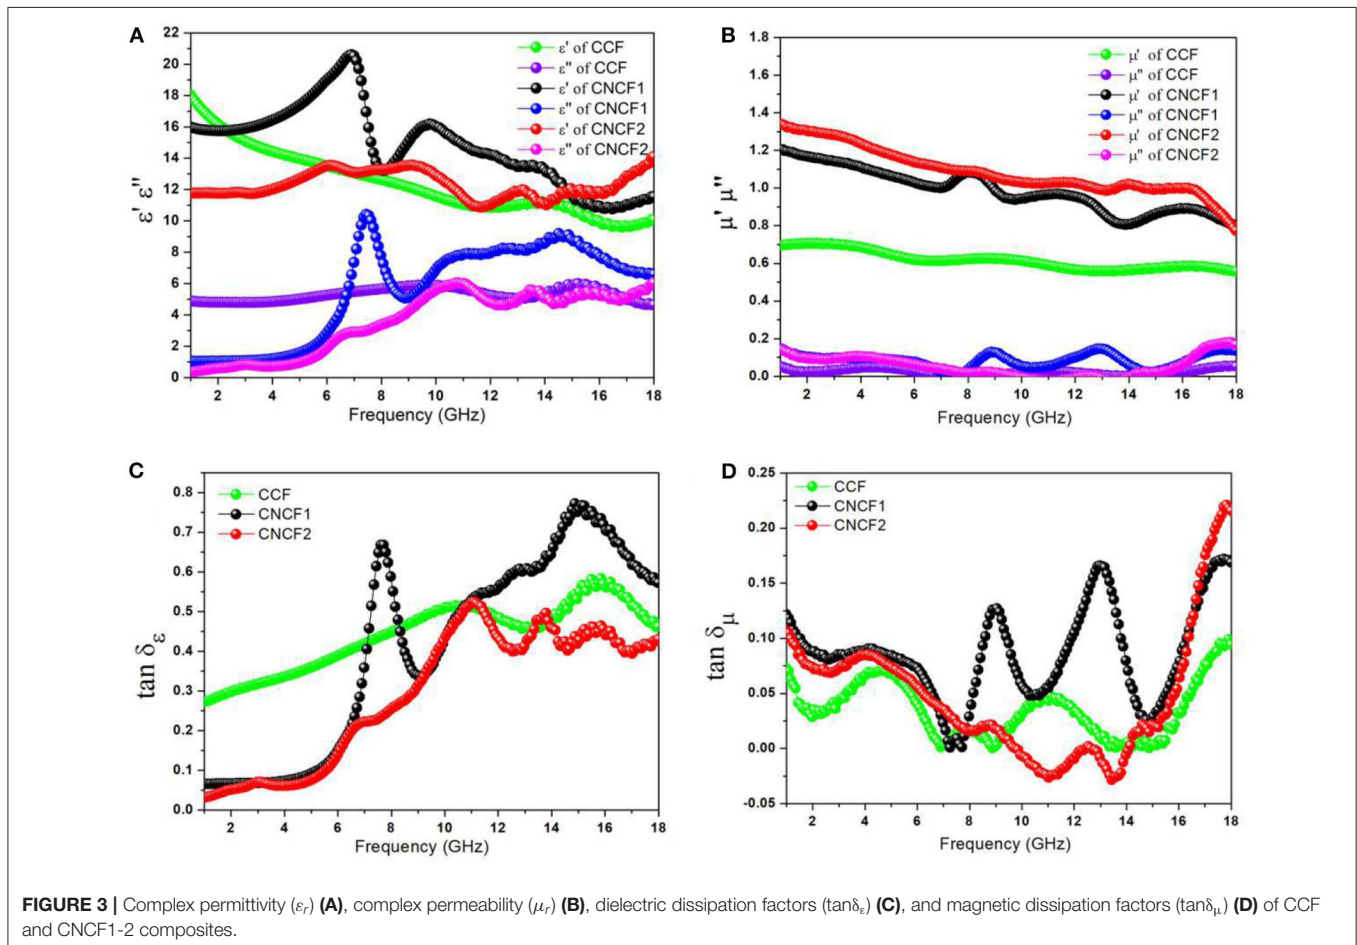 A
22
20
18
16
14
12
10
8
6
4
2
0
ε' ε"
ε' of CCF
ε" of CCF
ε' of CNCF1
ε" of CNCF1
ε' of CNCF2
ε" of CNCF2
2 4 6 8 10 12 14 16 18
Frequency (GHz)
B
1.8
1.6
1.4
1.2
1.0
0.8
0.6
0.4
0.2
0.0
μ' μ"
μ' of CCF
μ" of CCF
μ' of CNCF1
μ" of CNCF1
μ' of CNCF2
μ" of CNCF2
2 4 6 8 10 12 14 16 18
Frequency (GHz)
C
0.8
0.7
0.6
0.5
0.4
0.3
0.2
0.1
0.0
tan δε
CCF
CNCF1
CNCF2
2 4 6 8 10 12 14 16 18
Frequency (GHz)
D
0.25
0.20
0.15
0.10
0.05
0.00
-0.05
tan δμ
CCF
CNCF1
CNCF2
2 4 6 8 10 12 14 16 18
Frequency (GHz)
FIGURE 3 | Complex permittivity (εr) (A), complex permeability (μr) (B), dielectric dissipation factors (tanδε) (C), and magnetic dissipation factors (tanδμ) (D) of CCF
and CNCF1-2 composites.